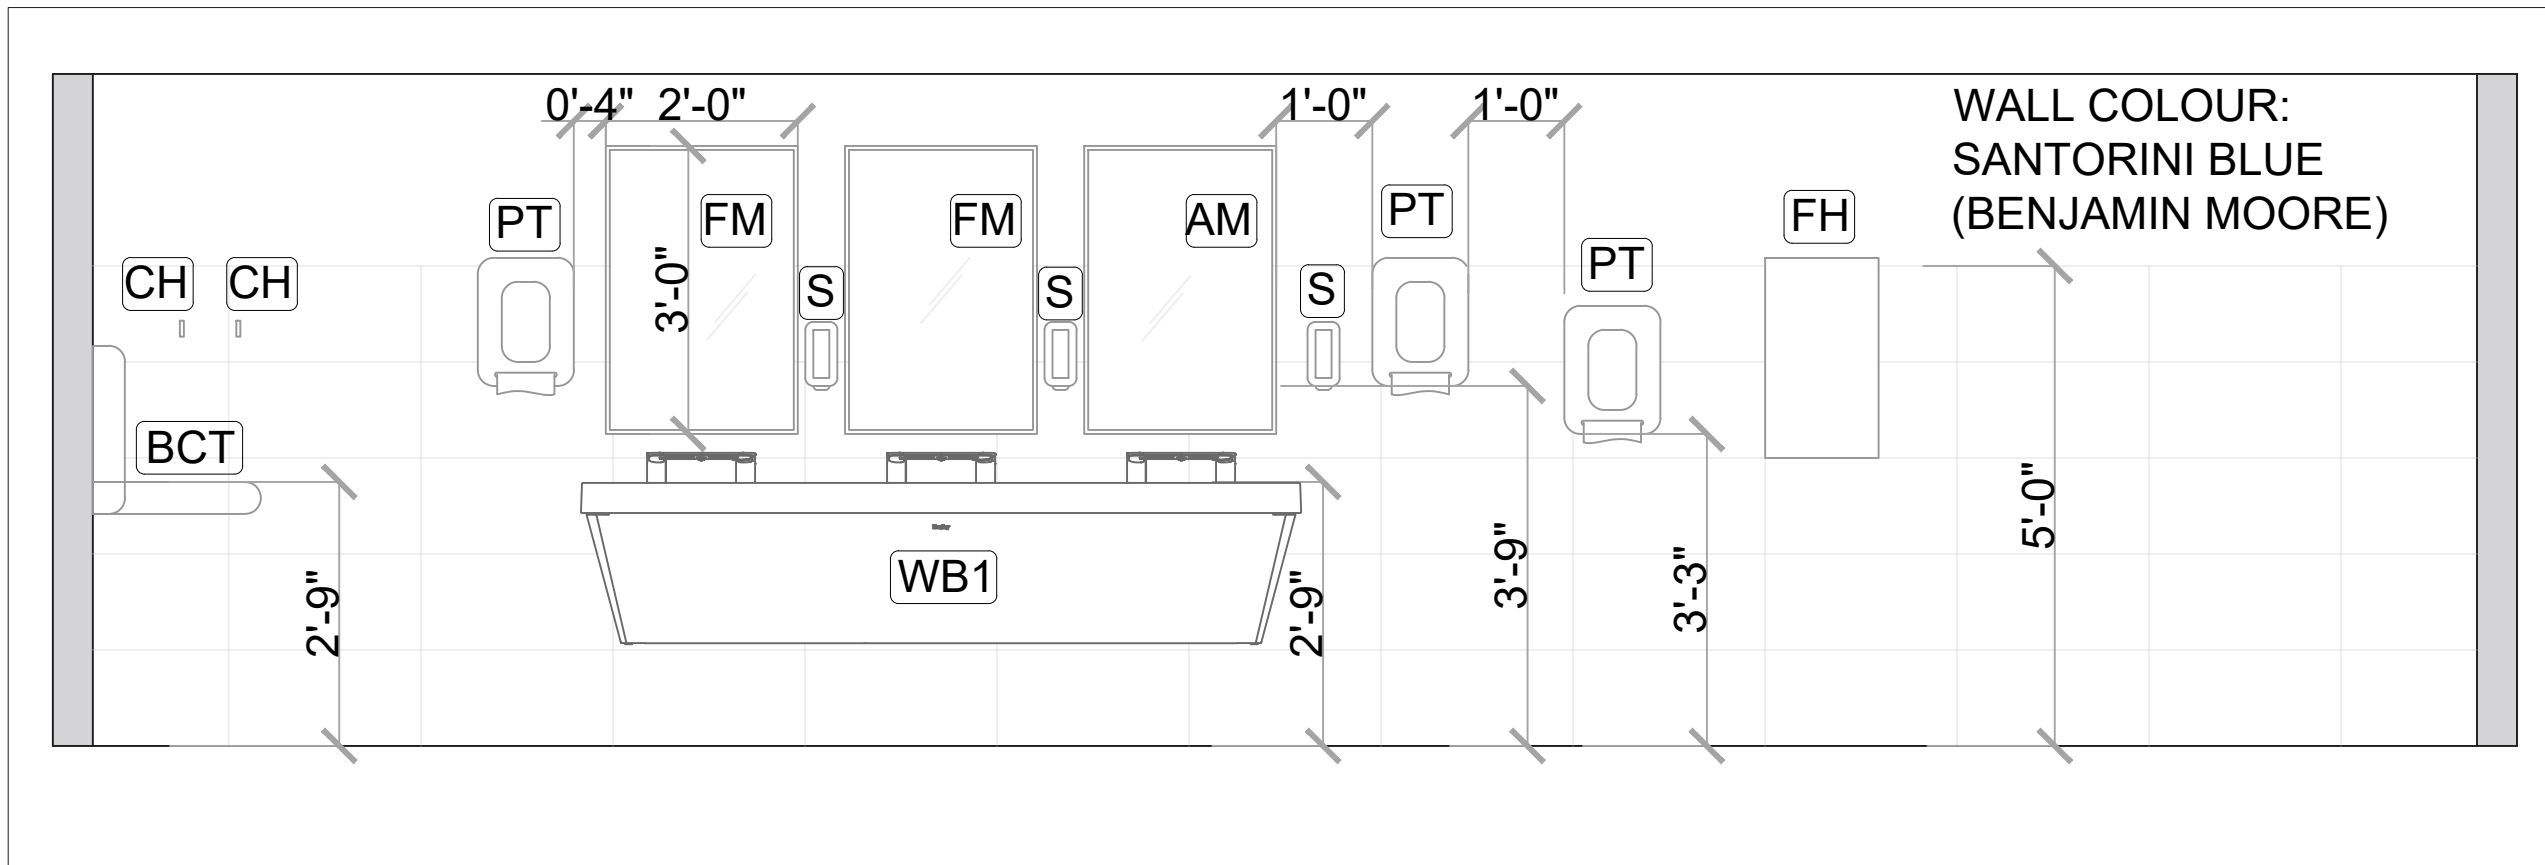 0'-4" 2'-0" 1'-0" 1'-0"
WALL COLOUR:
SANTORINI BLUE
(BENJAMIN MOORE)
PT FM FM AM PT FH
PT
CH CH
3'-0"
S S S
BCT
WB1
2'-9"
2'-9"
3'-9"
3'-3"
5'-0"